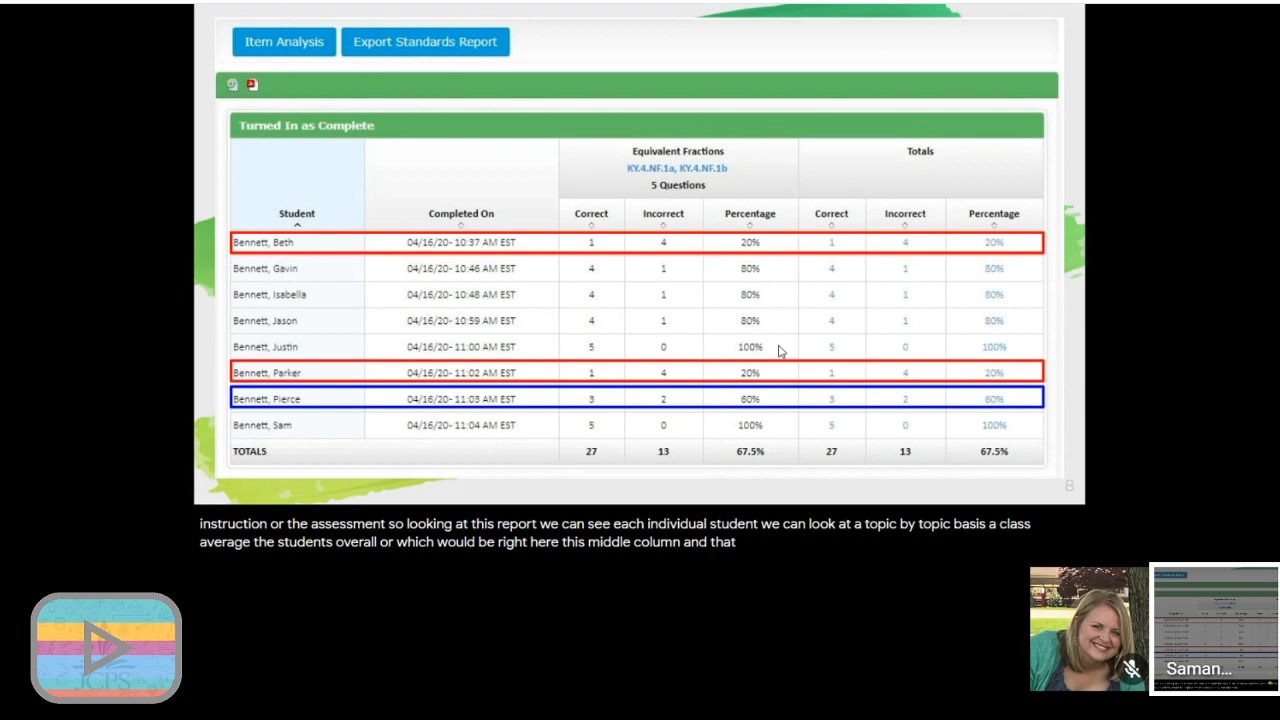 Item Analysis Export Standards Report
Turned In as Complete
Equivalent Fractions Totals
KY.4.NF.1a, KY.4.NF.1b
5 Questions
Student Completed On Correct Incorrect Percentage Correct Incorrect Percentage
Bennett, Beth 04/16/20- 10:37 AM EST 1 4 20% 1 4 20%
Bennett, Gavin 04/16/20- 10:46 AM EST 4 1 80% 4 1 80%
Bennett, Isabella 04/16/20- 10:48 AM EST 4 1 80% 4 1 80%
Bennett, Jason 04/16/20- 10:59 AM EST 4 1 80% 4 1 80%
Bennett, Justin 04/16/20- 11:00 AM EST 5 0 100% 5 0 100%
Bennett, Parker 04/16/20- 11:02 AM EST 1 4 20% 1 4 20%
Bennett, Pierce 04/16/20- 11:03 AM EST 3 2 60% 3 2 60%
Bennett, Sam 04/16/20- 11:04 AM EST 5 0 100% 5 0 100%
TOTALS 27 13 67.5% 27 13 67.5%
8
instruction or the assessment so looking at this report we can see each individual student we can look at a topic by topic basis a class
average the students overall or which would be right here this middle column and that
JCPS
Saman...